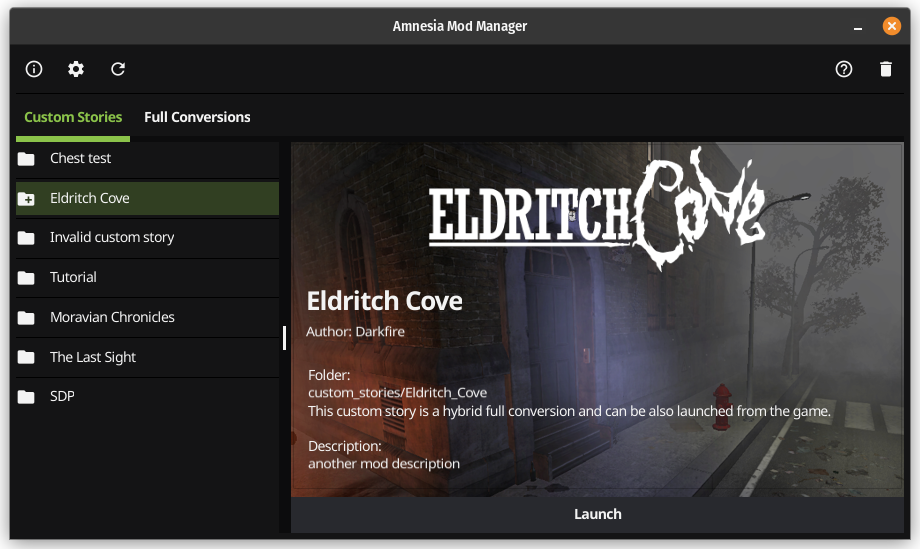 Amnesia Mod Manager
Custom Stories
Full Conversions
Chest test
Eldritch Cove
Invalid custom story
Tutorial
Moravian Chronicles
The Last Sight
SDP
ELDRITCH Cove
Eldritch Cove
Author: Darkfire
Folder:
custom_stories/Eldritch_Cove
This custom story is a hybrid full conversion and can be also launched from the game.
Description:
another mod description
Launch